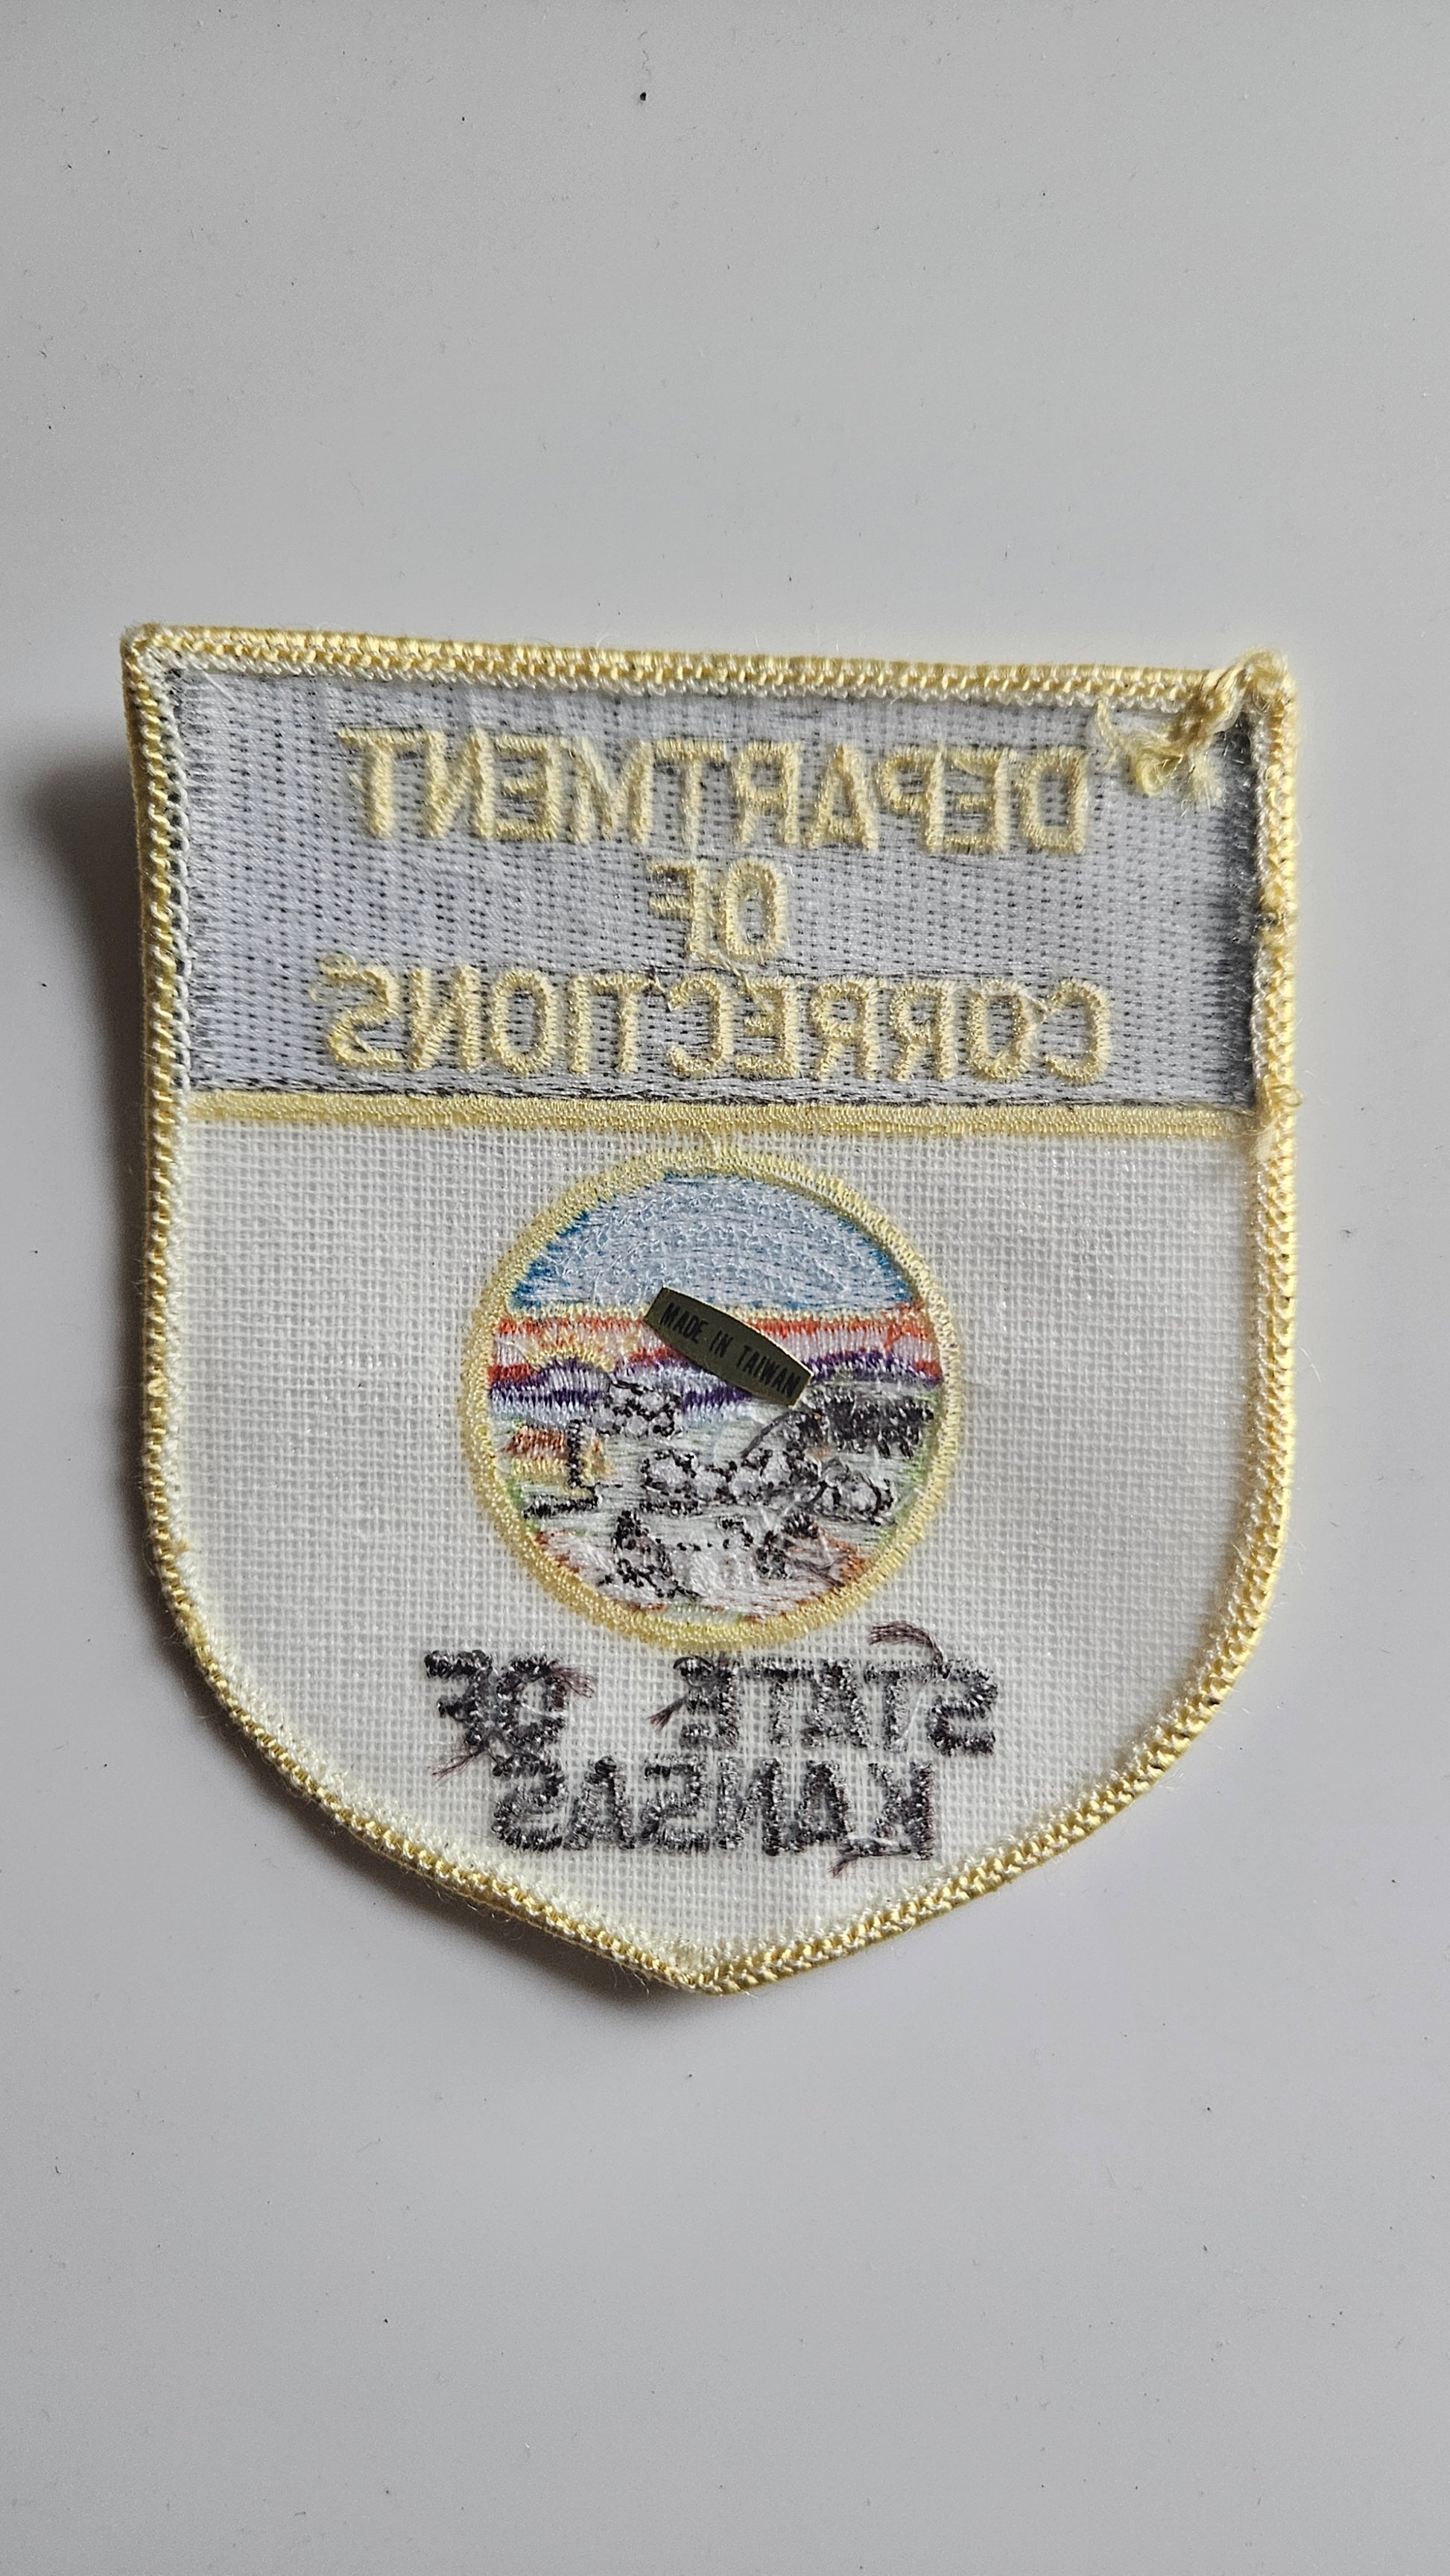 DEPARTMENT
OF
CORRECTIONS
MADE IN TAIWAN
STATE OF
KANSAS